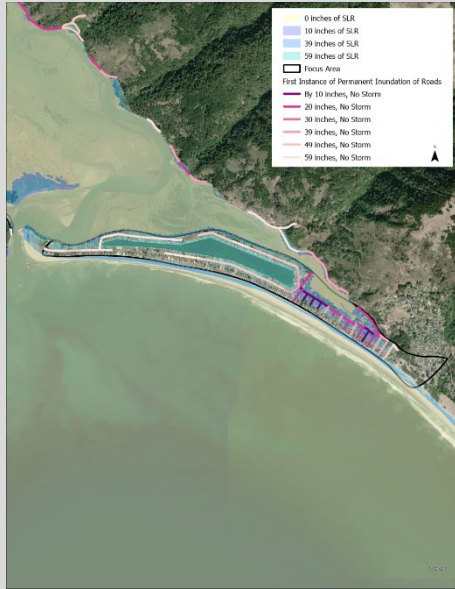 0 inches of SLR
10 inches of SLR
39 inches of SLR
59 inches of SLR
Focus Area
First Instance of Permanent Inundation of Roads
By 10 inches, No Storm
20 inches, No Storm
30 inches, No Storm
39 inches, No Storm
49 inches, No Storm
59 inches, No Storm